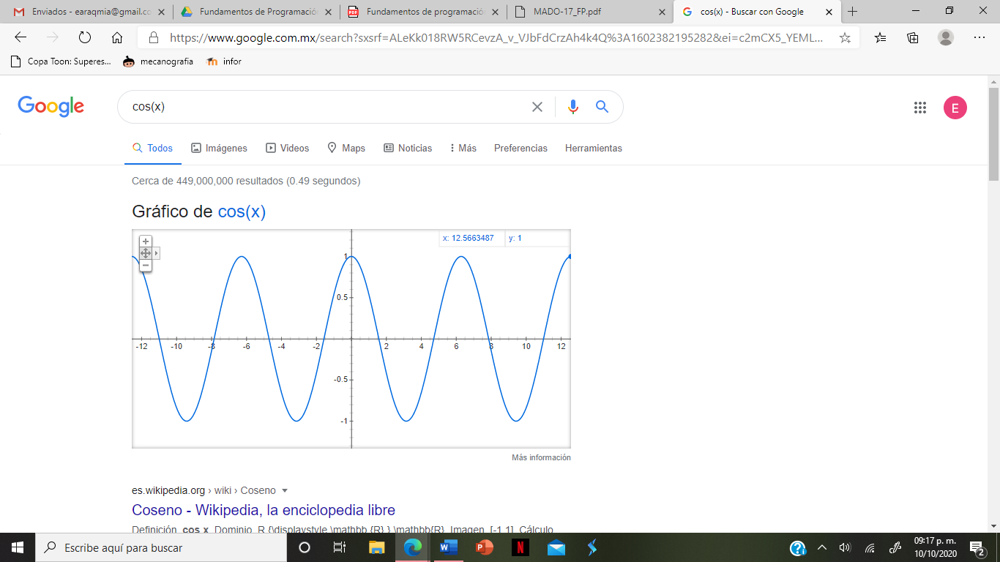 Enviados - earaqmia@gmail.co
Fundamentos de Programación
Fundamentos de programación
MADO-17_FP.pdf
cos(x) - Buscar con Google
https://www.google.com.mx/search?sxsrf=ALeKk018RW5RCevzA_v_VJbFdCrzAh4k4Q%3A1602382195282&ei=c2mCX5_YEML...
Copa Toon: Superes...
mecanografia
infor
Google
cos(x)
E
Todos
Imágenes
Videos
Maps
Noticias
Más
Preferencias
Herramientas
Cerca de 449,000,000 resultados (0.49 segundos)
Gráfico de cos(x)
x: 12.5663487 y: 1
1
0.5
-12 -10 -8 -6 -4 -2 2 4 6 8 10 12
-0.5
-1
Más información
es.wikipedia.org › wiki › Coseno
Coseno - Wikipedia, la enciclopedia libre
Definición, cos x. Dominio, R {\displaystyle \mathbb {R} } \mathbb{R}. Imagen, [-1,1]. Cálculo
Escribe aquí para buscar
09:17 p. m.
10/10/2020
2